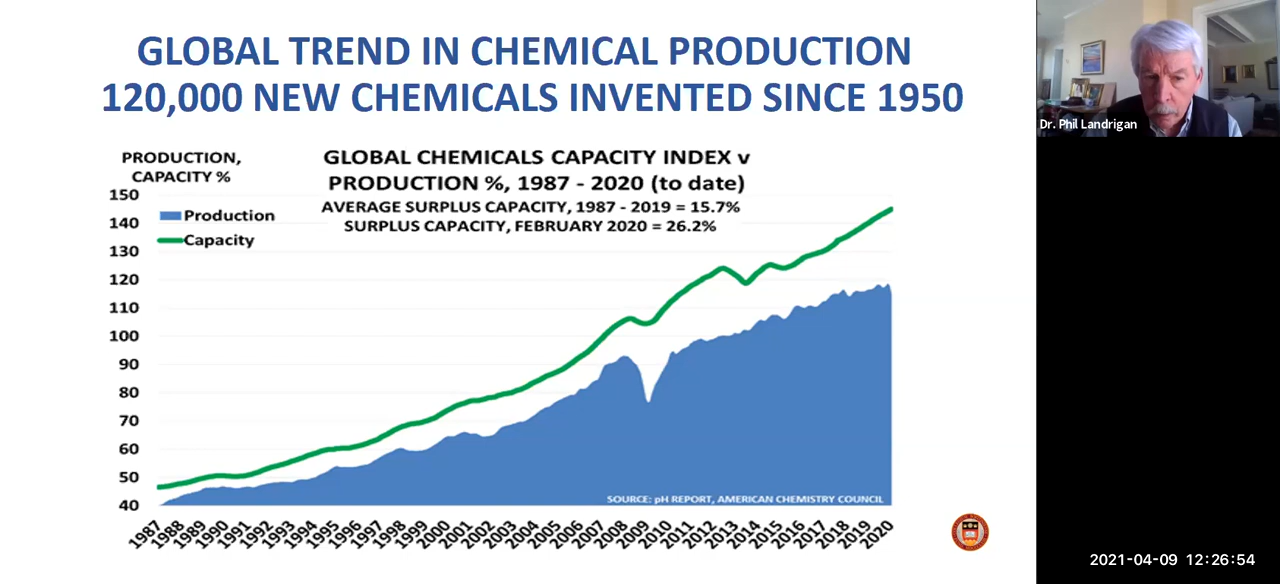 GLOBAL TREND IN CHEMICAL PRODUCTION
120,000 NEW CHEMICALS INVENTED SINCE 1950
Dr. Phil Landrigan
PRODUCTION,
CAPACITY %
GLOBAL CHEMICALS CAPACITY INDEX v
PRODUCTION %, 1987 - 2020 (to date)
AVERAGE SURPLUS CAPACITY, 1987 - 2019 = 15.7%
SURPLUS CAPACITY, FEBRUARY 2020 = 26.2%
Production
Capacity
150
140
130
120
110
100
90
80
70
60
50
40
SOURCE: pH REPORT, AMERICAN CHEMISTRY COUNCIL
1987 1988 1989 1990 1991 1992 1993 1994 1995 1996 1997 1998 1999 2000 2001 2002 2003 2004 2005 2006 2007 2008 2009 2010 2011 2012 2013 2014 2015 2016 2017 2018 2019 2020
2021-04-09 12:26:54